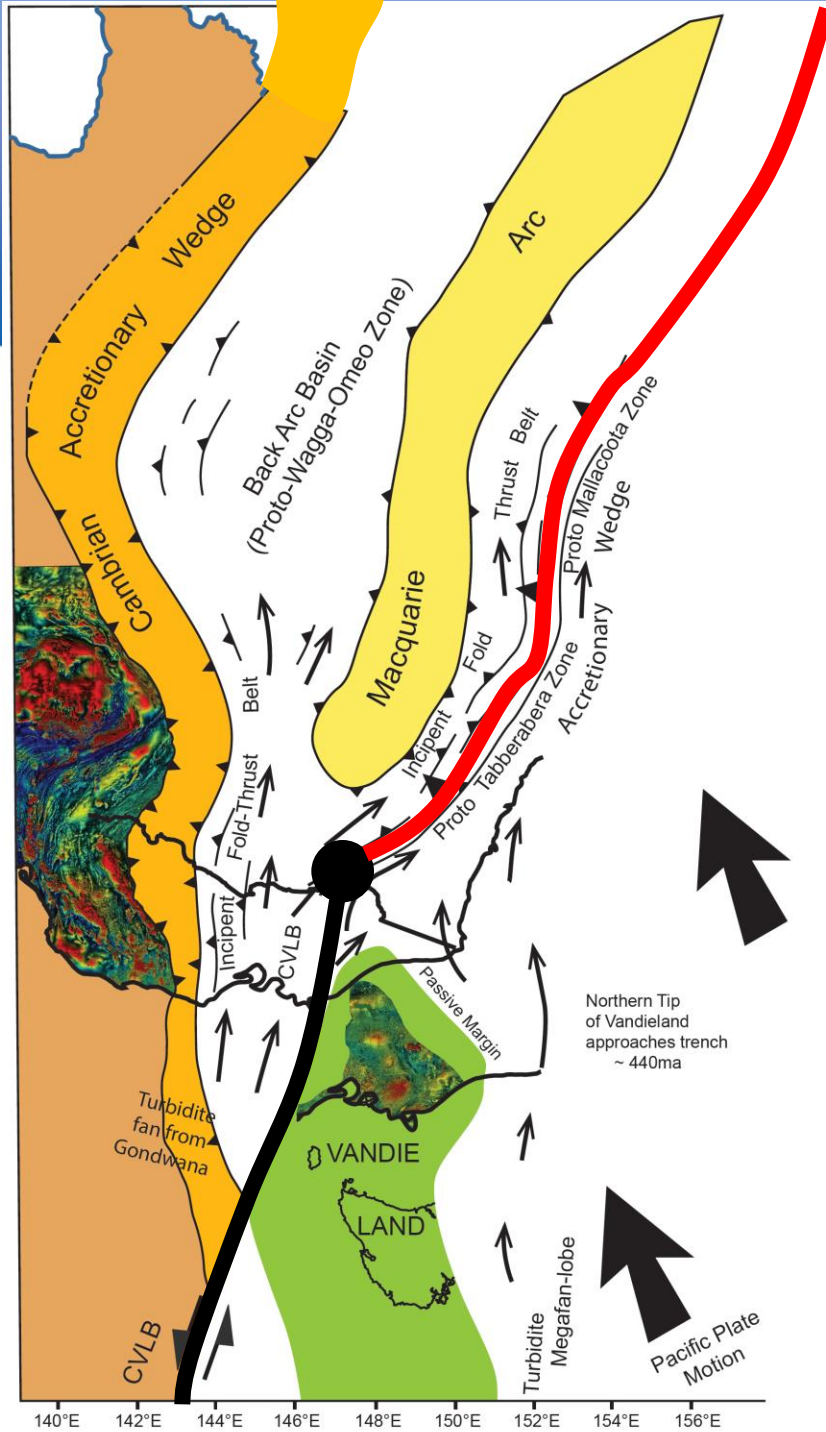 Wedge
Accretionary
Cambrian
Arc
Macquarie
Back Arc Basin
(Proto-Wagga-Omeo Zone)
Thrust Belt
Incipient Fold
Proto Mallacoota Zone
Proto Tabberabera Zone
Accretionary
Wedge
Belt
Fold-Thrust
Incipient
CVLB
Passive Margin
Northern Tip
of Vandieland
approaches trench
~ 440ma
Turbidite
fan from
Gondwana
VANDIE
LAND
CVLB
Turbidite
Megafan-lobe
Pacific Plate
Motion
140°E 142°E 144°E 146°E 148°E 150°E 152°E 154°E 156°E